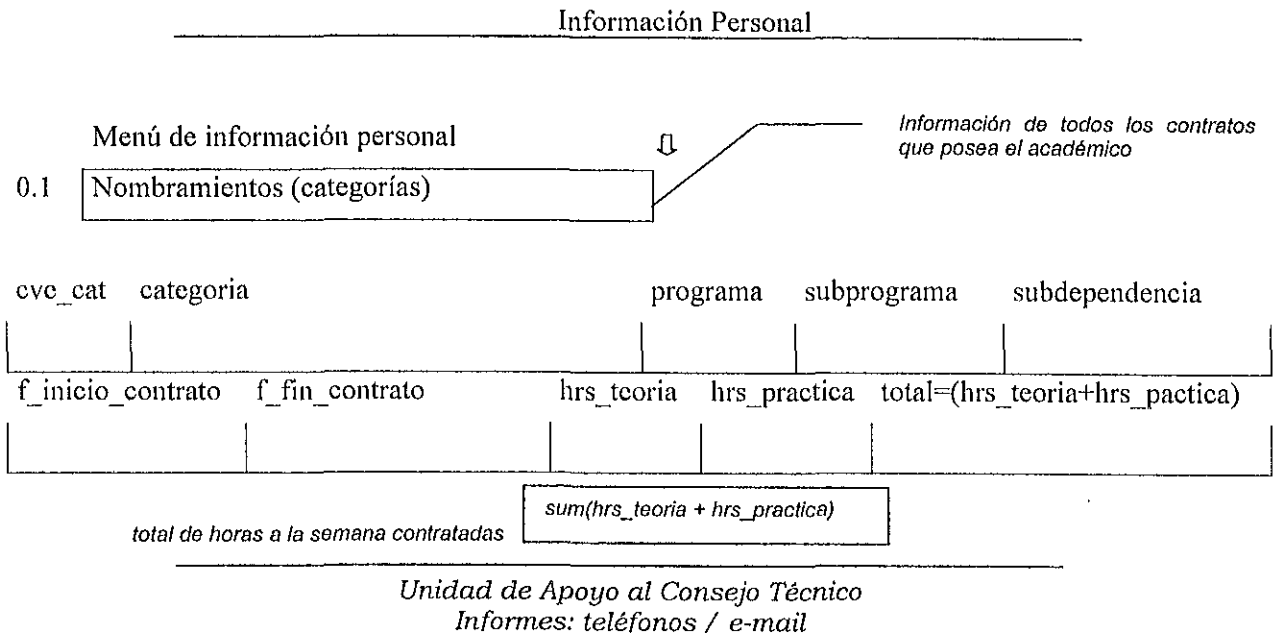 Información Personal
Información de todos los contratos
que posea el académico
Menú de información personal
0.1 Nombramientos (categorías)
cve_cat categoria programa subprograma subdependencia
f_inicio_contrato f_fin_contrato hrs_teoria hrs_practica total=(hrs_teoria+hrs_pactica)
sum(hrs_teoria + hrs_practica)
total de horas a la semana contratadas
Unidad de Apoyo al Consejo Técnico
Informes: teléfonos / e-mail